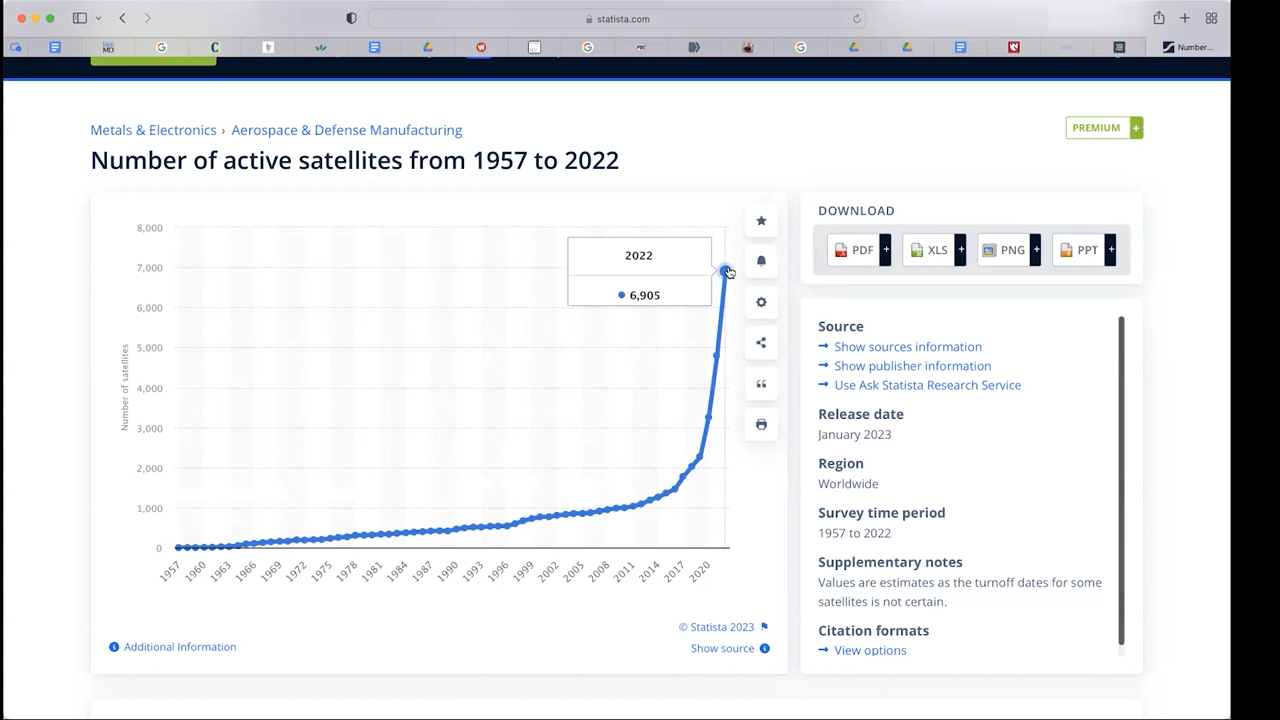 statista.com
Web
MD
G
C
G
PBC
G
Number...
Metals & Electronics › Aerospace & Defense Manufacturing
PREMIUM +
Number of active satellites from 1957 to 2022
DOWNLOAD
PDF +
XLS +
PNG +
PPT +
8,000
7,000
6,000
5,000
4,000
3,000
2,000
1,000
0
Number of satellites
2022
6,905
1957
1960
1963
1966
1969
1972
1975
1978
1981
1984
1987
1990
1993
1996
1999
2002
2005
2008
2011
2014
2017
2020
© Statista 2023
Additional Information
Show source
Source
Show sources information
Show publisher information
Use Ask Statista Research Service
Release date
January 2023
Region
Worldwide
Survey time period
1957 to 2022
Supplementary notes
Values are estimates as the turnoff dates for some
satellites is not certain.
Citation formats
View options